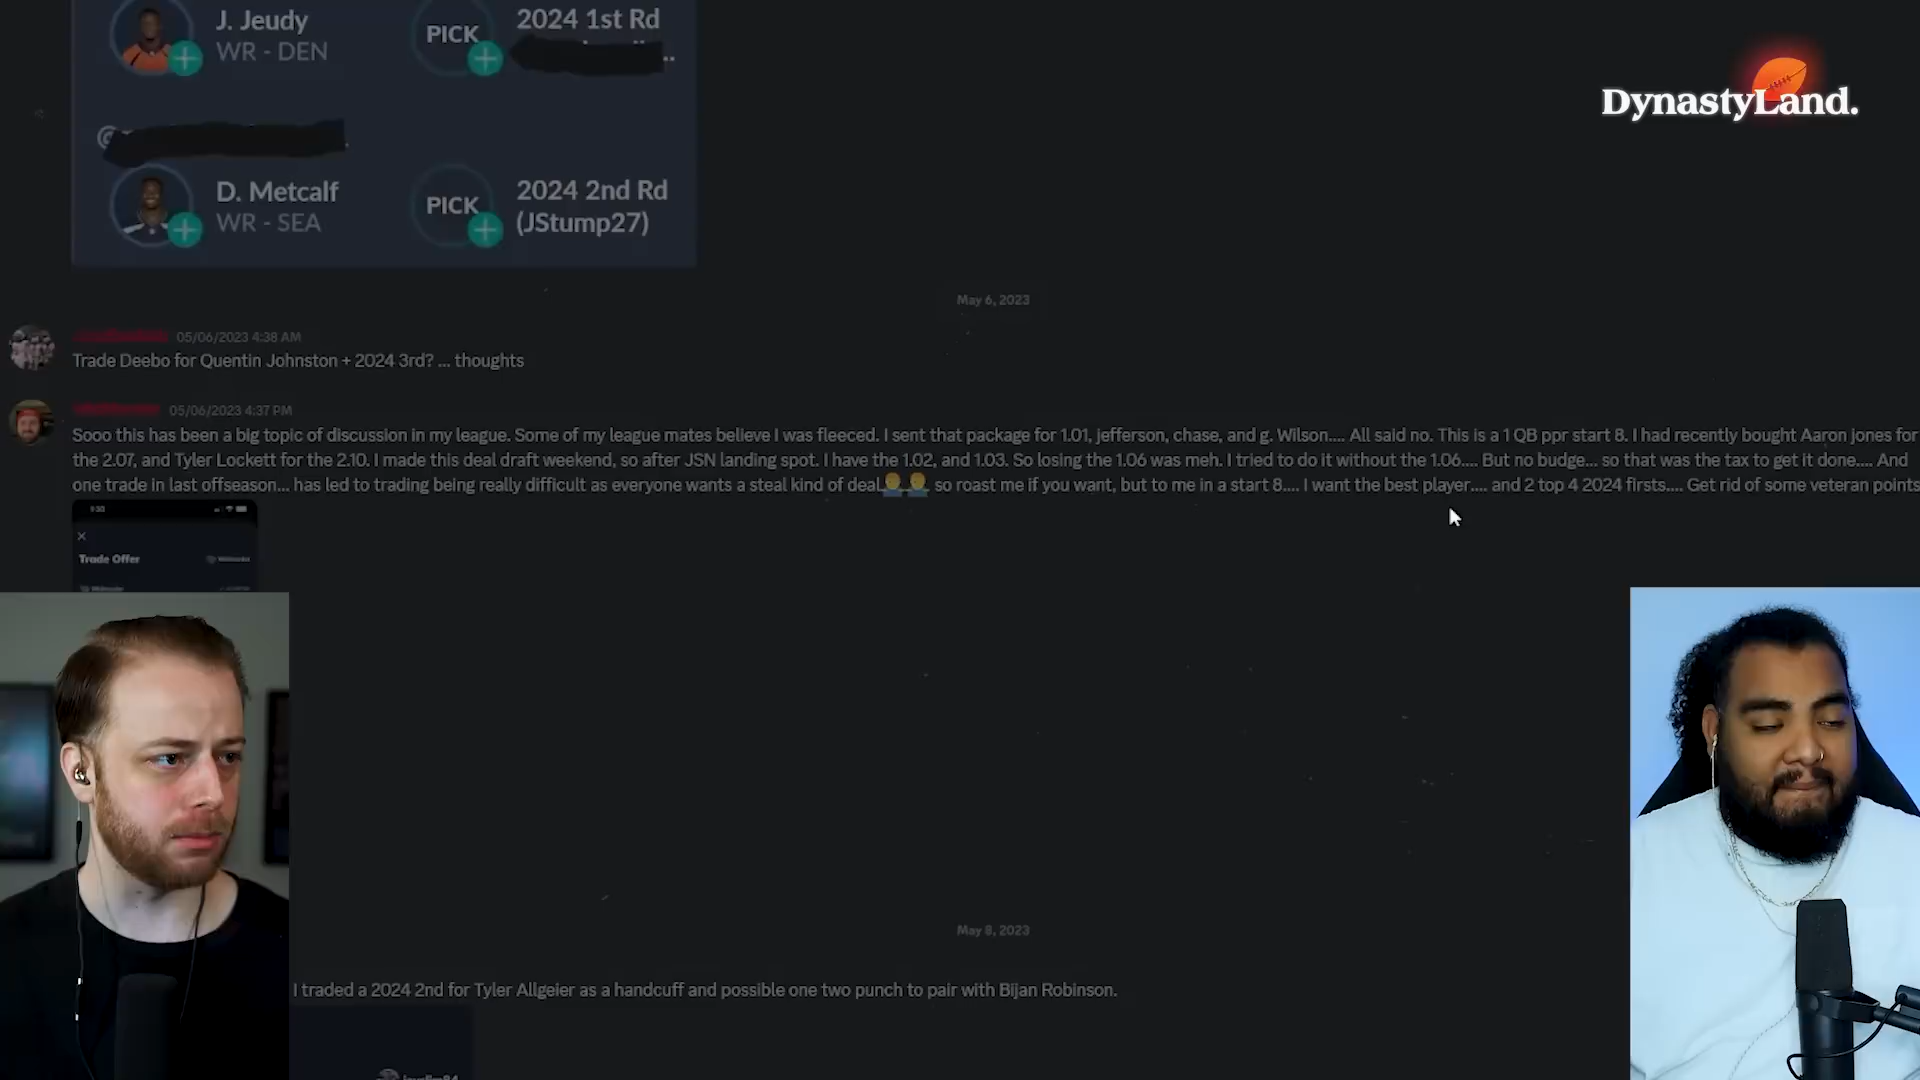 J. Jeudy
WR - DEN
PICK
2024 1st Rd
DynastyLand.
D. Metcalf
WR - SEA
PICK
2024 2nd Rd
(JStump27)
May 6, 2023
05/06/2023 4:38 AM
Trade Deebo for Quentin Johnston + 2024 3rd? ... thoughts
05/06/2023 4:37 PM
Sooo this has been a big topic of discussion in my league. Some of my league mates believe I was fleeced. I sent that package for 1.01, jefferson, chase, and g. Wilson.... All said no. This is a 1 QB ppr start 8. I had recently bought Aaron jones for
the 2.07, and Tyler Lockett for the 2.10. I made this deal draft weekend, so after JSN landing spot. I have the 1.02, and 1.03. So losing the 1.06 was meh. I tried to do it without the 1.06.... But no budge... so that was the tax to get it done.... And
one trade in last offseason... has led to trading being really difficult as everyone wants a steal kind of deal so roast me if you want, but to me in a start 8.... I want the best player.... and 2 top 4 2024 firsts.... Get rid of some veteran points
Trade Offer
May 8, 2023
I traded a 2024 2nd for Tyler Allgeier as a handcuff and possible one two punch to pair with Bijan Robinson.